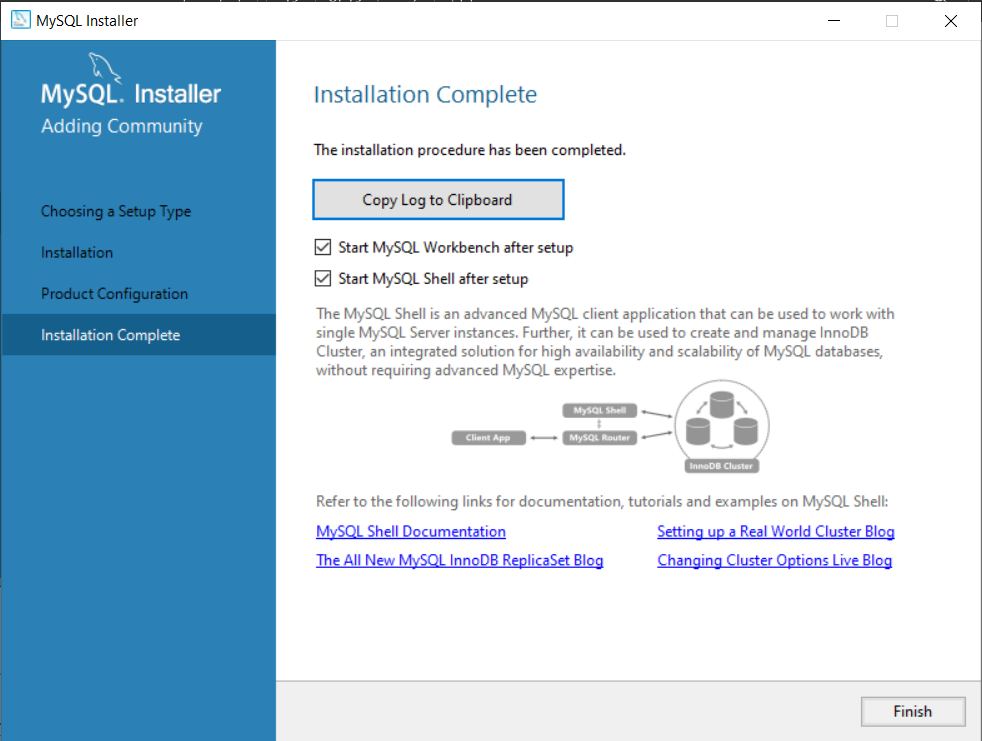 MySQL Installer
MySQL. Installer
Adding Community
Choosing a Setup Type
Installation
Product Configuration
Installation Complete
Installation Complete
The installation procedure has been completed.
Copy Log to Clipboard
Start MySQL Workbench after setup
Start MySQL Shell after setup
The MySQL Shell is an advanced MySQL client application that can be used to work with
single MySQL Server instances. Further, it can be used to create and manage InnoDB
Cluster, an integrated solution for high availability and scalability of MySQL databases,
without requiring advanced MySQL expertise.
MySQL Shell
Client App
MySQL Router
InnoDB Cluster
Refer to the following links for documentation, tutorials and examples on MySQL Shell:
MySQL Shell Documentation
Setting up a Real World Cluster Blog
The All New MySQL InnoDB ReplicaSet Blog
Changing Cluster Options Live Blog
Finish